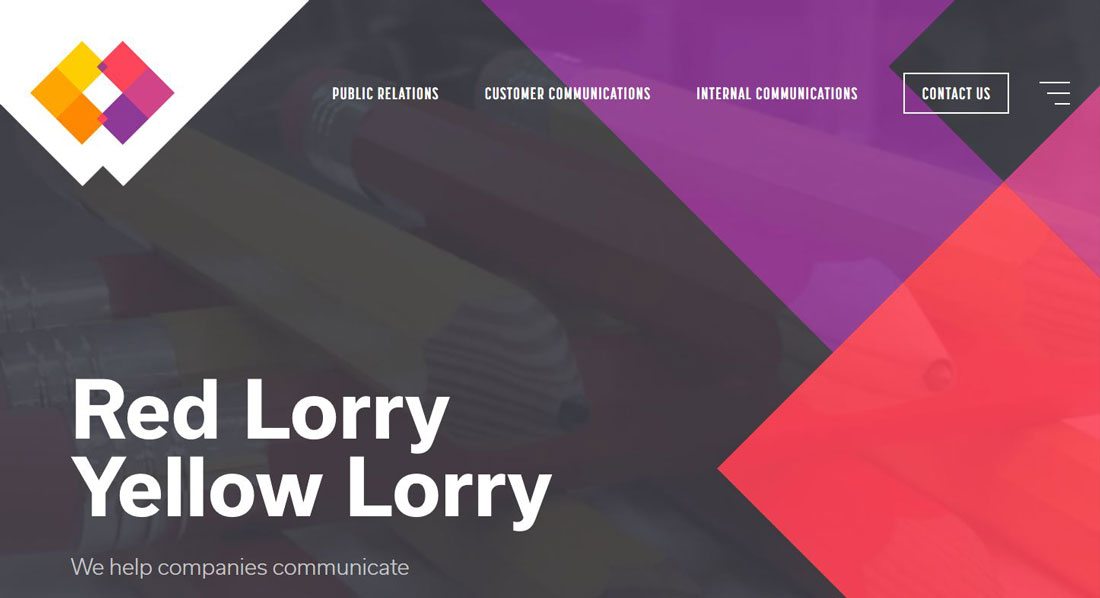 PUBLIC RELATIONS CUSTOMER COMMUNICATIONS INTERNAL COMMUNICATIONS CONTACT US
Red Lorry
Yellow Lorry
We help companies communicate